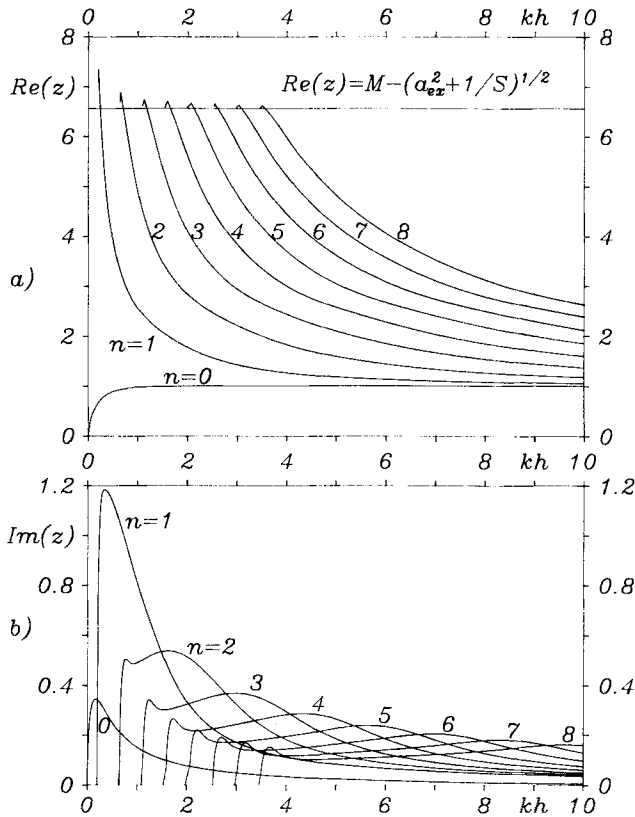 0 2 4 6 8 kh 10
8 8
Re(z) Re(z)=M−(a²ₑₓ+1/S)^1/2
6 6
4 2 3 4 5 6 7 8 4
a)
2 n=1 2
n=0
0 0
0 2 4 6 8 kh 10
1.2 1.2
n=1
Im(z)
0.8 0.8
b) n=2
0.4 3 4 5 6 7 8 0.4
0
0 0
0 2 4 6 8 kh 10